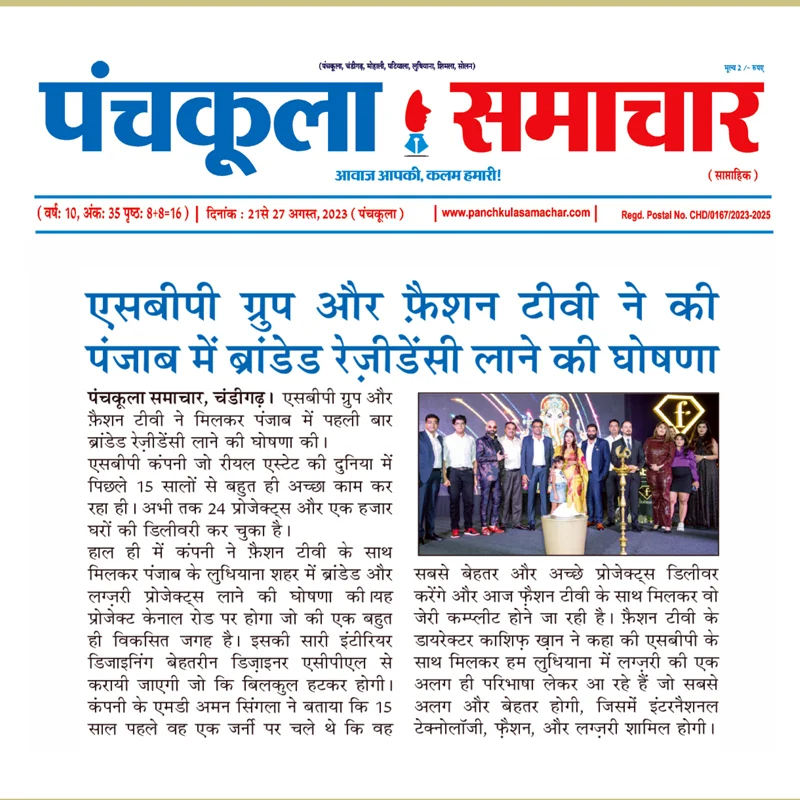 (पंचकूला, चंडीगढ़, मोहाली, पटियाला, लुधियाना, शिमला, सोलन)
मूल्य 2 /- रुपए
पंचकूला समाचार
आवाज आपकी, कलम हमारी!
( साप्ताहिक )
( वर्ष: 10, अंक: 35 पृष्ठ: 8+8=16 ) | दिनांक : 21से 27 अगस्त, 2023 ( पंचकूला ) | www.panchkulasamachar.com | Regd. Postal No. CHD/0167/2023-2025
एसबीपी ग्रुप और फ़ैशन टीवी ने की
पंजाब में ब्रांडेड रेज़ीडेंसी लाने की घोषणा
पंचकूला समाचार, चंडीगढ़। एसबीपी ग्रुप और
फ़ैशन टीवी ने मिलकर पंजाब में पहली बार
ब्रांडेड रेज़ीडेंसी लाने की घोषणा की।
एसबीपी कंपनी जो रीयल एस्टेट की दुनिया में
पिछले 15 सालों से बहुत ही अच्छा काम कर
रहा ही। अभी तक 24 प्रोजेक्ट्स और एक हजार
घरों की डिलीवरी कर चुका है।
हाल ही में कंपनी ने फ़ैशन टीवी के साथ
मिलकर पंजाब के लुधियाना शहर में ब्रांडेड और
लग्ज़री प्रोजेक्ट्स लाने की घोषणा की।यह
प्रोजेक्ट केनाल रोड पर होगा जो की एक बहुत
ही विकसित जगह है। इसकी सारी इंटीरियर
डिजाइनिंग बेहतरीन डिज़ाइनर एसीपीएल से
करायी जाएगी जो कि बिलकुल हटकर होगी।
कंपनी के एमडी अमन सिंगला ने बताया कि 15
साल पहले वह एक जर्नी पर चले थे कि वह
सबसे बेहतर और अच्छे प्रोजेक्ट्स डिलीवर
करेंगे और आज फ़ैशन टीवी के साथ मिलकर वो
जेरी कम्प्लीट होने जा रही है। फ़ैशन टीवी के
डायरेक्टर काशिफ़ ख़ान ने कहा की एसबीपी के
साथ मिलकर हम लुधियाना में लग्ज़री की एक
अलग ही परिभाषा लेकर आ रहे हैं जो सबसे
अलग और बेहतर होगी, जिसमें इंटरनैशनल
टेक्नोलॉजी, फ़ैशन, और लग्ज़री शामिल होगी।